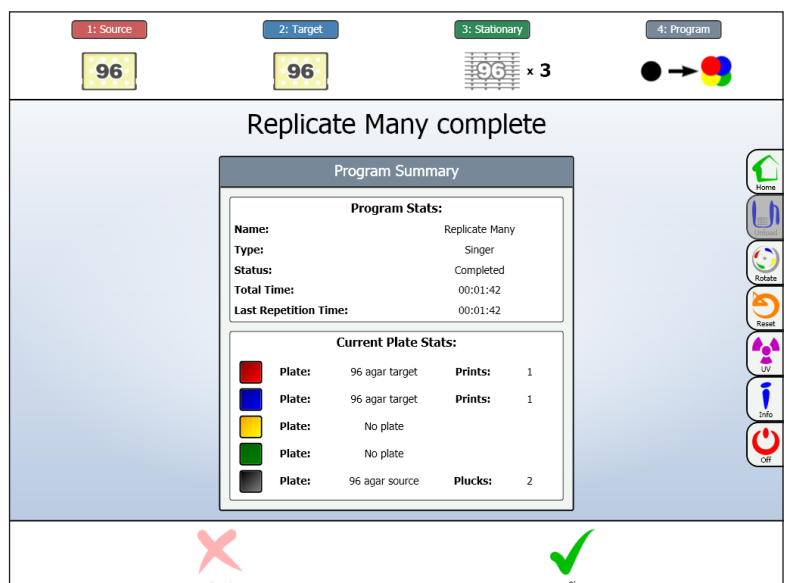 1: Source
2: Target
3: Stationary
4: Program
96
96
96 x 3
Replicate Many complete
Program Summary
Program Stats:
Name: Replicate Many
Type: Singer
Status: Completed
Total Time: 00:01:42
Last Repetition Time: 00:01:42
Current Plate Stats:
Plate: 96 agar target Prints: 1
Plate: 96 agar target Prints: 1
Plate: No plate
Plate: No plate
Plate: 96 agar source Plucks: 2
Home
Unload
Rotate
Reset
UV
Info
Off